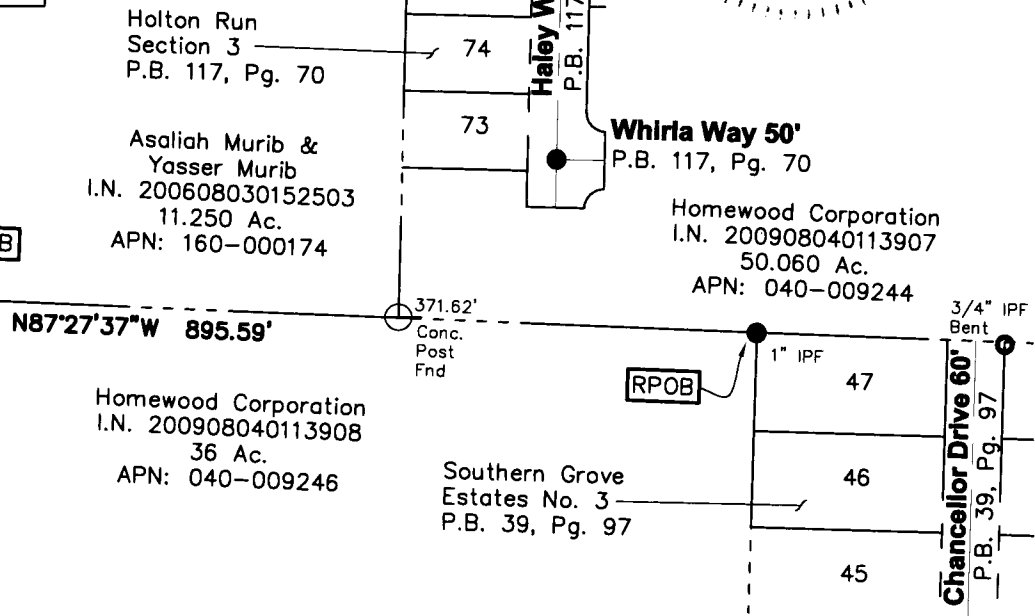 Holton Run
Section 3
P.B. 117, Pg. 70
74
73
Haley W
P.B. 117
Whirla Way 50'
P.B. 117, Pg. 70
Asaliah Murib &
Yasser Murib
I.N. 200608030152503
11.250 Ac.
APN: 160-000174
Homewood Corporation
I.N. 200908040113907
50.060 Ac.
APN: 040-009244
B
N87°27'37"W 895.59'
371.62'
Conc.
Post
Fnd
3/4" IPF
Bent
1" IPF
RPOB
47
46
45
Homewood Corporation
I.N. 200908040113908
36 Ac.
APN: 040-009246
Southern Grove
Estates No. 3
P.B. 39, Pg. 97
Chancellor Drive 60'
P.B. 39, Pg. 97